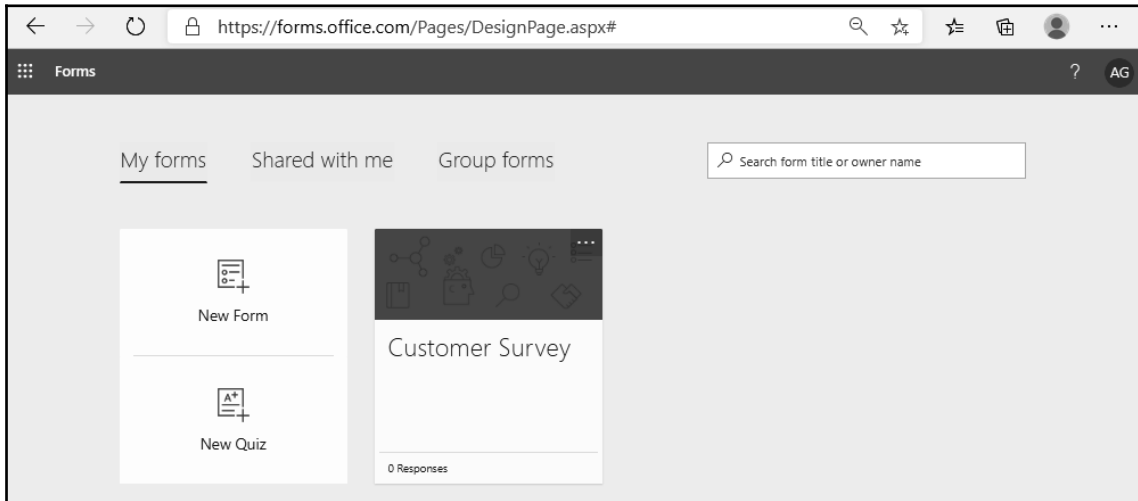 https://forms.office.com/Pages/DesignPage.aspx#
Forms
?
AG
My forms Shared with me Group forms
Search form title or owner name
New Form
Customer Survey
A+
New Quiz
0 Responses